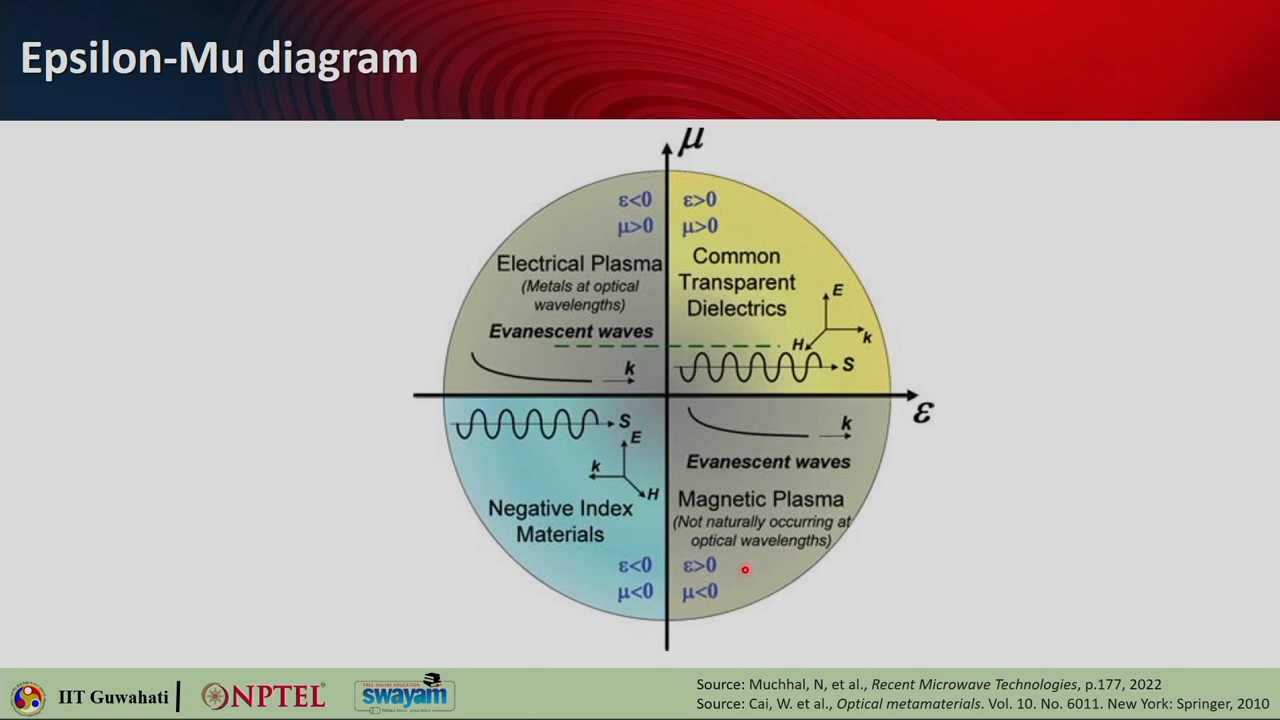 Epsilon-Mu diagram
μ
ε<0
μ>0
Electrical Plasma
(Metals at optical
wavelengths)
Evanescent waves
k
ε>0
μ>0
Common
Transparent
Dielectrics
E
k
H
S
ε
S
E
k
H
Negative Index
Materials
ε<0
μ<0
k
Evanescent waves
Magnetic Plasma
(Not naturally occurring at
optical wavelengths)
ε>0
μ<0
IIT Guwahati
NPTEL
FREE ONLINE EDUCATION
swayam
Source: Muchhal, N, et al., Recent Microwave Technologies, p.177, 2022
Source: Cai, W. et al., Optical metamaterials. Vol. 10. No. 6011. New York: Springer, 2010